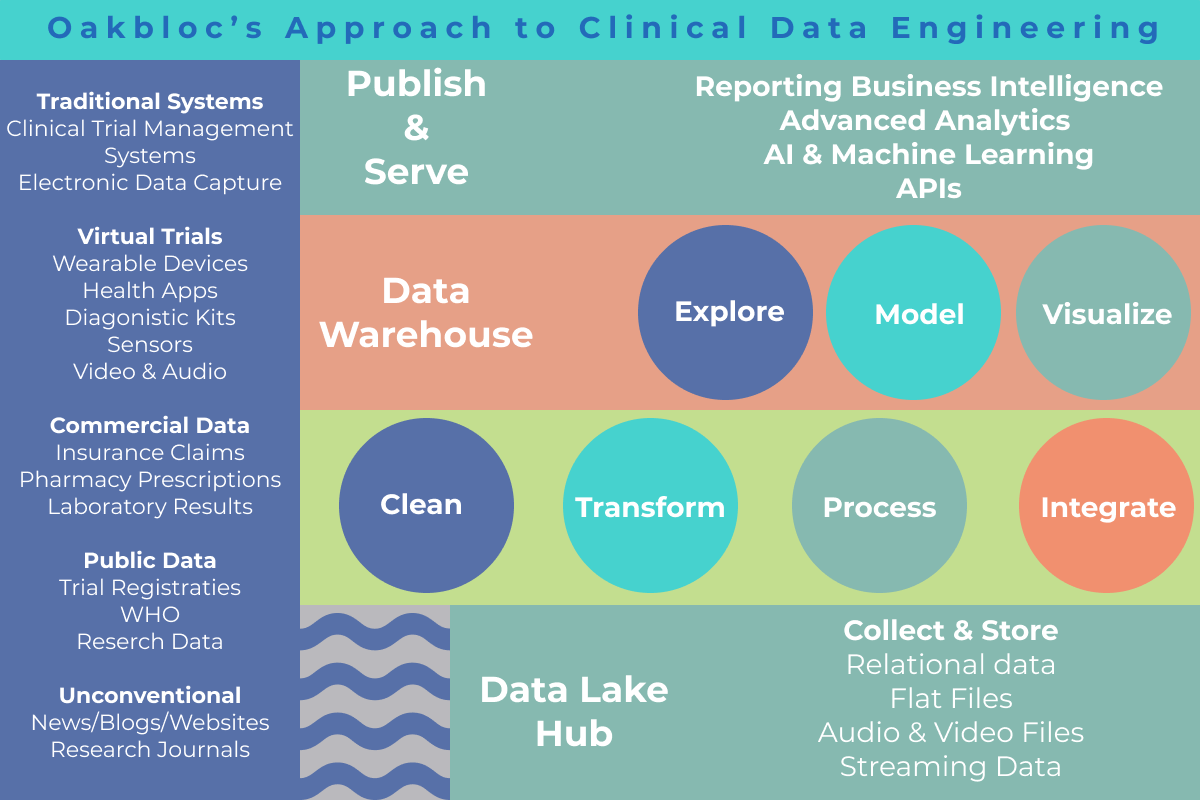 Oakbloc’s Approach to Clinical Data Engineering
Traditional Systems
Clinical Trial Management
Systems
Electronic Data Capture
Virtual Trials
Wearable Devices
Health Apps
Diagonistic Kits
Sensors
Video & Audio
Commercial Data
Insurance Claims
Pharmacy Prescriptions
Laboratory Results
Public Data
Trial Registraties
WHO
Reserch Data
Unconventional
News/Blogs/Websites
Research Journals
Publish
&
Serve
Reporting Business Intelligence
Advanced Analytics
AI & Machine Learning
APIs
Data
Warehouse
Explore
Model
Visualize
Clean
Transform
Process
Integrate
Data Lake
Hub
Collect & Store
Relational data
Flat Files
Audio & Video Files
Streaming Data